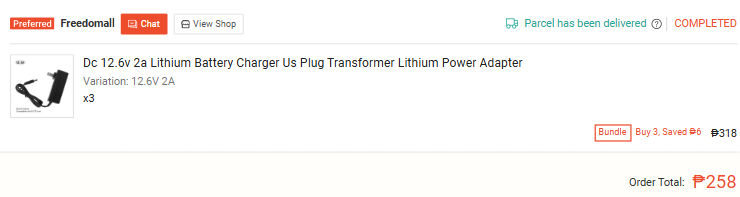 Preferred Freedomall Chat View Shop Parcel has been delivered ? COMPLETED
Dc 12.6v 2a Lithium Battery Charger Us Plug Transformer Lithium Power Adapter
Variation: 12.6V 2A
x3
Bundle Buy 3, Saved ₱6 ₱318
Order Total: ₱258